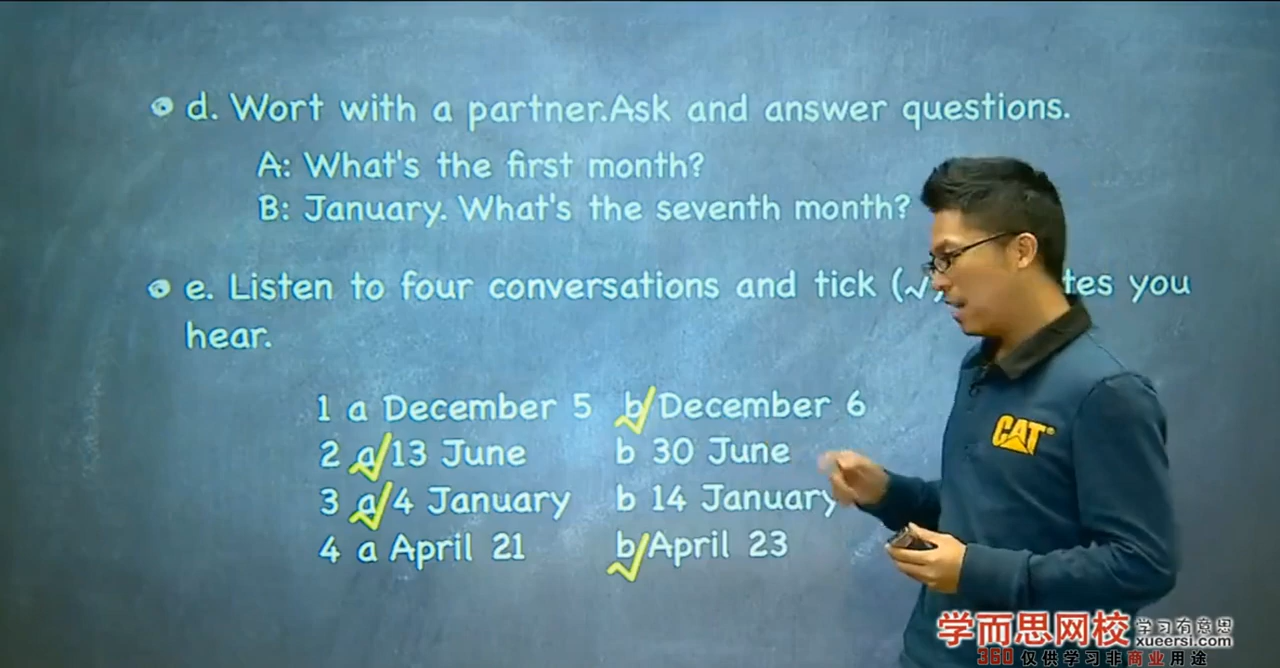 d. Wort with a partner.Ask and answer questions.
A: What's the first month?
B: January. What's the seventh month?
e. Listen to four conversations and tick (√) tes you
hear.
1 a December 5 b December 6
2 a 13 June b 30 June
3 a 4 January b 14 January
4 a April 21 b April 23
CAT
学而思网校 学习有意思
xueersi.com
360 仅供学习非商业用途